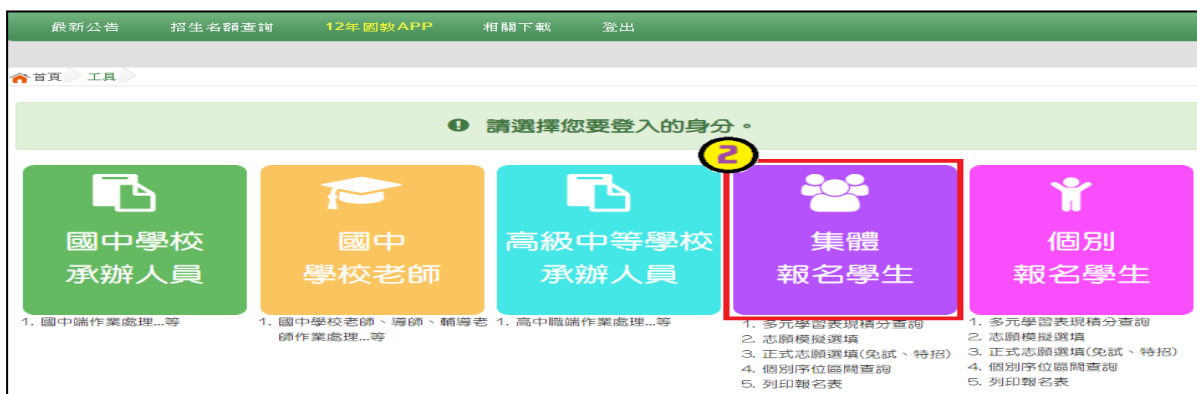 最新公告 招生名額查詢 12年國教APP 相關下載 登出
首頁 工具
請選擇您要登入的身分。
2
國中學校
承辦人員
1. 國中端作業處理...等
國中
學校老師
1. 國中學校老師、導師、輔導老
師作業處理...等
高級中等學校
承辦人員
1. 高中職端作業處理...等
集體
報名學生
1. 多元學習表現積分查詢
2. 志願模擬選填
3. 正式志願選填(免試、特招)
4. 個別序位區間查詢
5. 列印報名表
個別
報名學生
1. 多元學習表現積分查詢
2. 志願模擬選填
3. 正式志願選填(免試、特招)
4. 個別序位區間查詢
5. 列印報名表